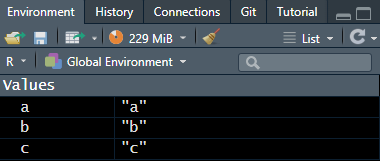 Environment History Connections Git Tutorial
229 MiB List
R Global Environment
Values
a "a"
b "b"
c "c"